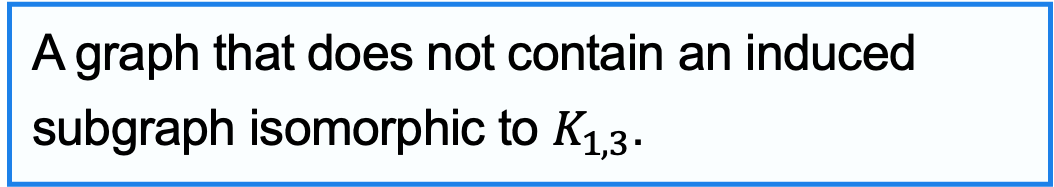 A graph that does not contain an induced
subgraph isomorphic to K₁,₃.